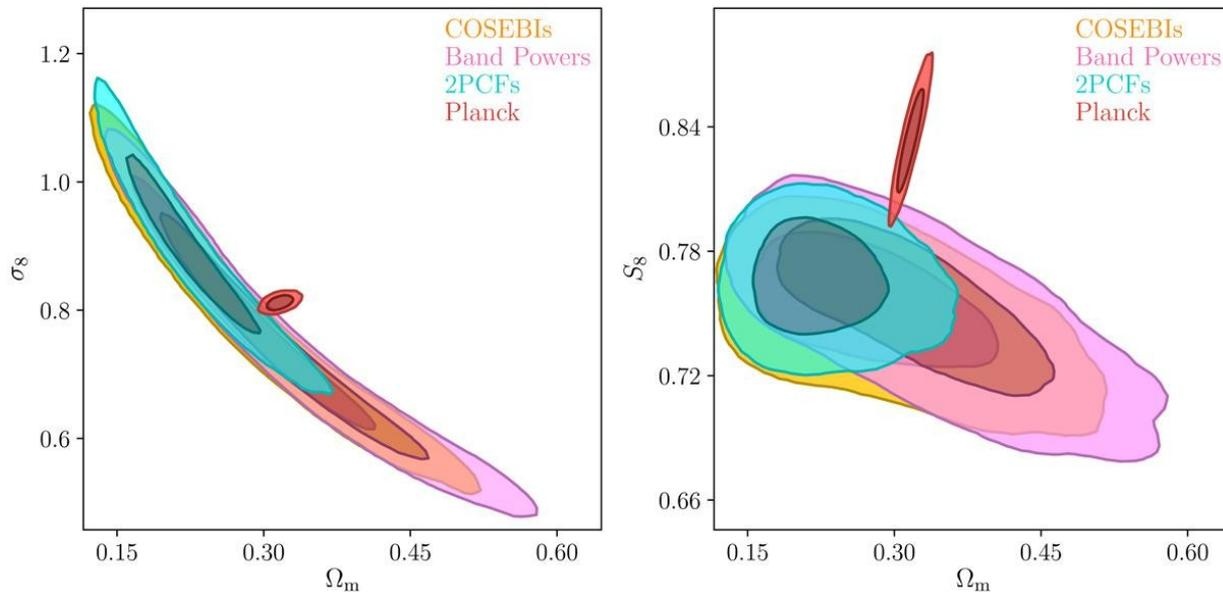 COSEBIs
Band Powers
2PCFs
Planck
1.2
1.0
0.8
0.6
σ8
0.15 0.30 0.45 0.60
Ωm
COSEBIs
Band Powers
2PCFs
Planck
0.84
0.78
0.72
0.66
S8
0.15 0.30 0.45 0.60
Ωm